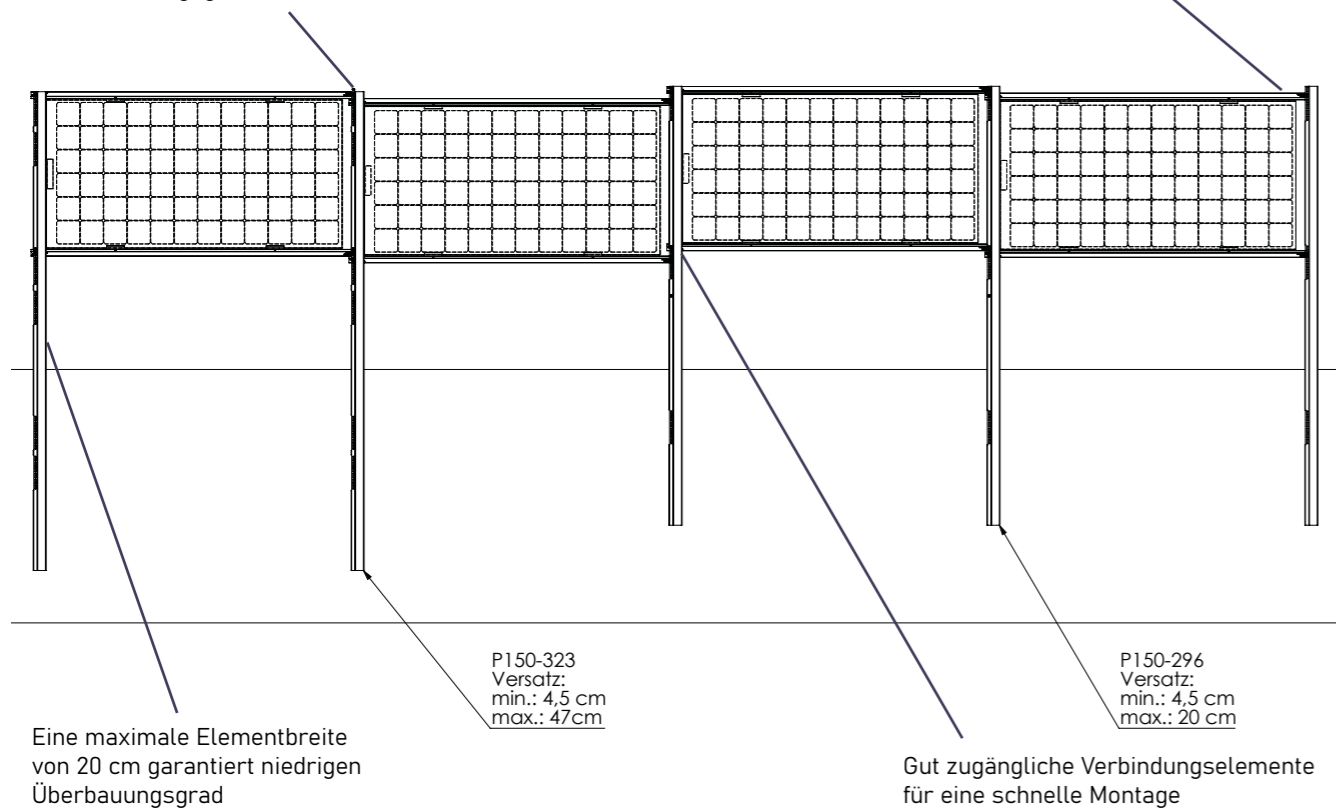 P150-323
Versatz:
min.: 4,5 cm
max.: 47cm
P150-296
Versatz:
min.: 4,5 cm
max.: 20 cm
Eine maximale Elementbreite
von 20 cm garantiert niedrigen
Überbauungsgrad
Gut zugängliche Verbindungselemente
für eine schnelle Montage